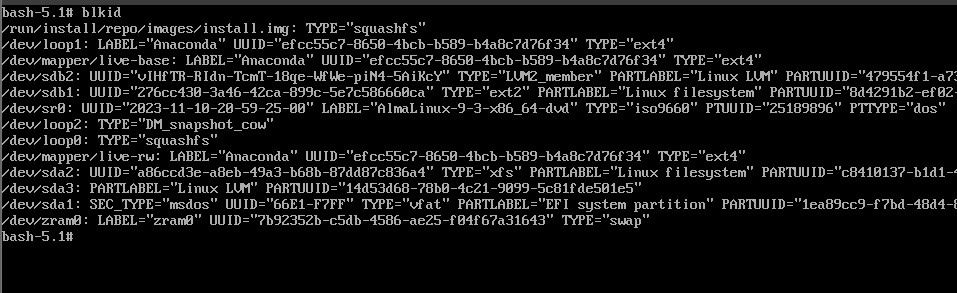 bash-5.1# blkid
/run/install/repo/images/install.img: TYPE="squashfs"
/dev/loop1: LABEL="Anaconda" UUID="efcc55c7-8650-4bcb-b589-b4a8c7d76f34" TYPE="ext4"
/dev/mapper/live-base: LABEL="Anaconda" UUID="efcc55c7-8650-4bcb-b589-b4a8c7d76f34" TYPE="ext4"
/dev/sdb2: UUID="vIHfTR-RIdn-TcmT-18qe-WfWe-piN4-5AiKcY" TYPE="LVM2_member" PARTLABEL="Linux LVM" PARTUUID="479554f1-a73
/dev/sdb1: UUID="276cc430-3a46-42ca-899c-5e7c586660ca" TYPE="ext2" PARTLABEL="Linux filesystem" PARTUUID="8d4291b2-ef02-
/dev/sr0: UUID="2023-11-10-20-59-25-00" LABEL="AlmaLinux-9-3-x86_64-dvd" TYPE="iso9660" PTUUID="25189896" PTTYPE="dos"
/dev/loop2: TYPE="DM_snapshot_cow"
/dev/loop0: TYPE="squashfs"
/dev/mapper/live-rw: LABEL="Anaconda" UUID="efcc55c7-8650-4bcb-b589-b4a8c7d76f34" TYPE="ext4"
/dev/sda2: UUID="a86ccd3e-a8eb-49a3-b68b-87dd87c836a4" TYPE="xfs" PARTLABEL="Linux filesystem" PARTUUID="c8410137-b1d1-4
/dev/sda3: PARTLABEL="Linux LVM" PARTUUID="14d53d68-78b0-4c21-9099-5c81fde501e5"
/dev/sda1: SEC_TYPE="msdos" UUID="66E1-F7FF" TYPE="vfat" PARTLABEL="EFI system partition" PARTUUID="1ea89cc9-f7bd-48d4-8
/dev/zram0: LABEL="zram0" UUID="7b92352b-c5db-4586-ae25-f04f67a31643" TYPE="swap"
bash-5.1#